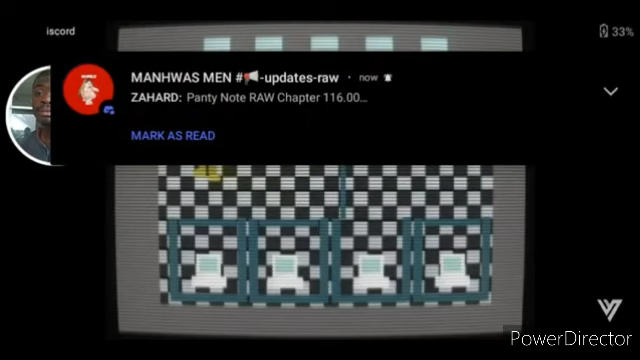 iscord
33%
MANHWAS MEN #📢-updates-raw • now
ZAHARD: Panty Note RAW Chapter 116.00...
MARK AS READ
PowerDirector